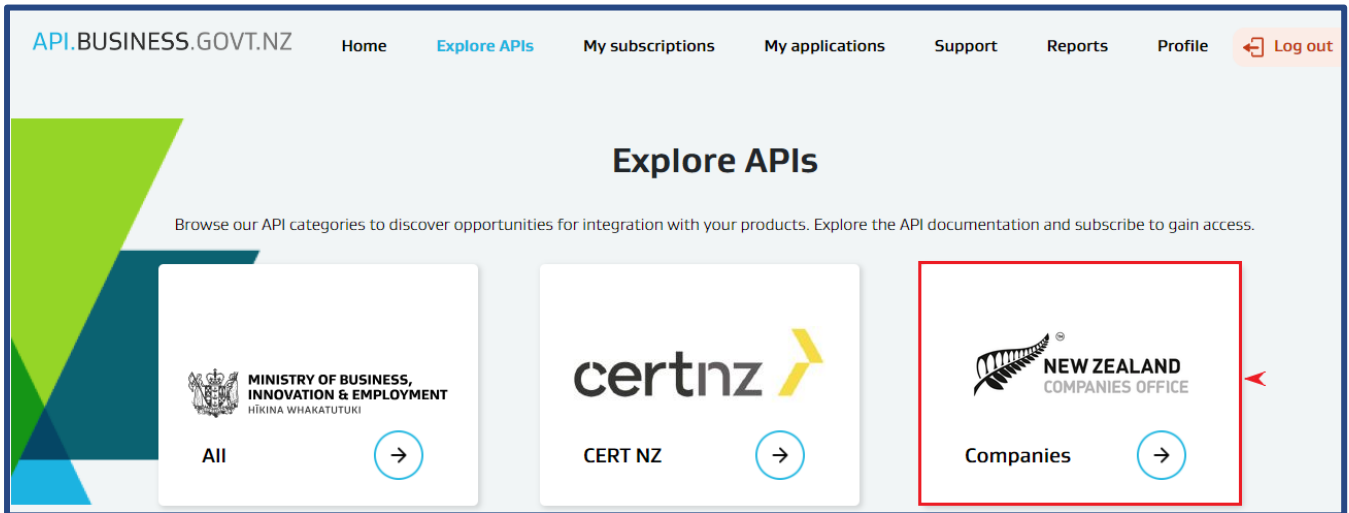 API.BUSINESS.GOVT.NZ Home Explore APIs My subscriptions My applications Support Reports Profile Log out
Explore APIs
Browse our API categories to discover opportunities for integration with your products. Explore the API documentation and subscribe to gain access.
MINISTRY OF BUSINESS,
INNOVATION & EMPLOYMENT
HĪKINA WHAKATUTUKI
All
certnz
CERT NZ
NEW ZEALAND
COMPANIES OFFICE
Companies